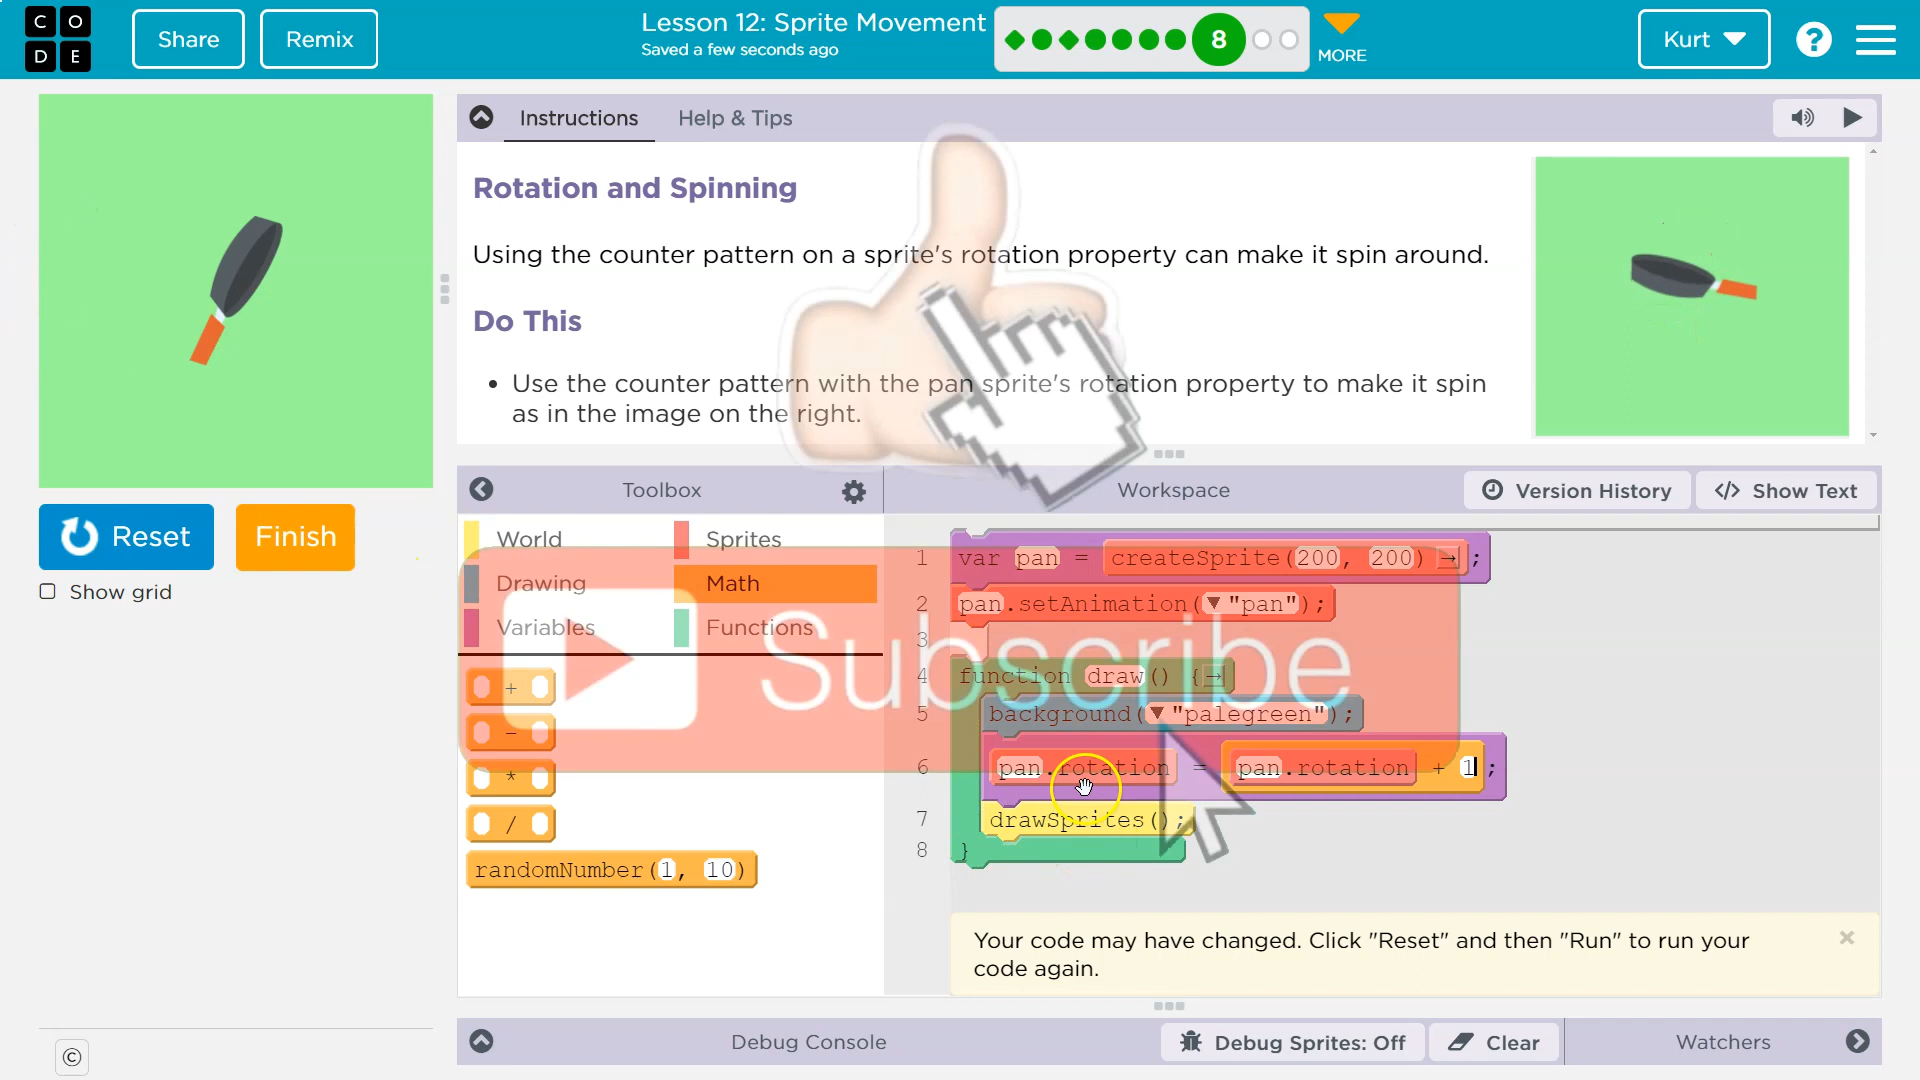 CO
DE
Share
Remix
Lesson 12: Sprite Movement
Saved a few seconds ago
8
MORE
Kurt
?
Instructions
Help & Tips
Rotation and Spinning
Using the counter pattern on a sprite's rotation property can make it spin around.
Do This
• Use the counter pattern with the pan sprite's rotation property to make it spin
as in the image on the right.
Reset
Finish
Show grid
Toolbox
Workspace
Version History
</> Show Text
World
Sprites
Drawing
Math
Variables
Functions
+
-
*
/
randomNumber(1, 10)
Subscribe
1 var pan = createSprite(200, 200) → ;
2 pan.setAnimation(▼ "pan");
3
4 function draw() {→
5 background(▼ "palegreen");
6 pan.rotation = pan.rotation + 1;
7 drawSprites();
8 }
Your code may have changed. Click "Reset" and then "Run" to run your
code again.
×
©
Debug Console
Debug Sprites: Off
Clear
Watchers